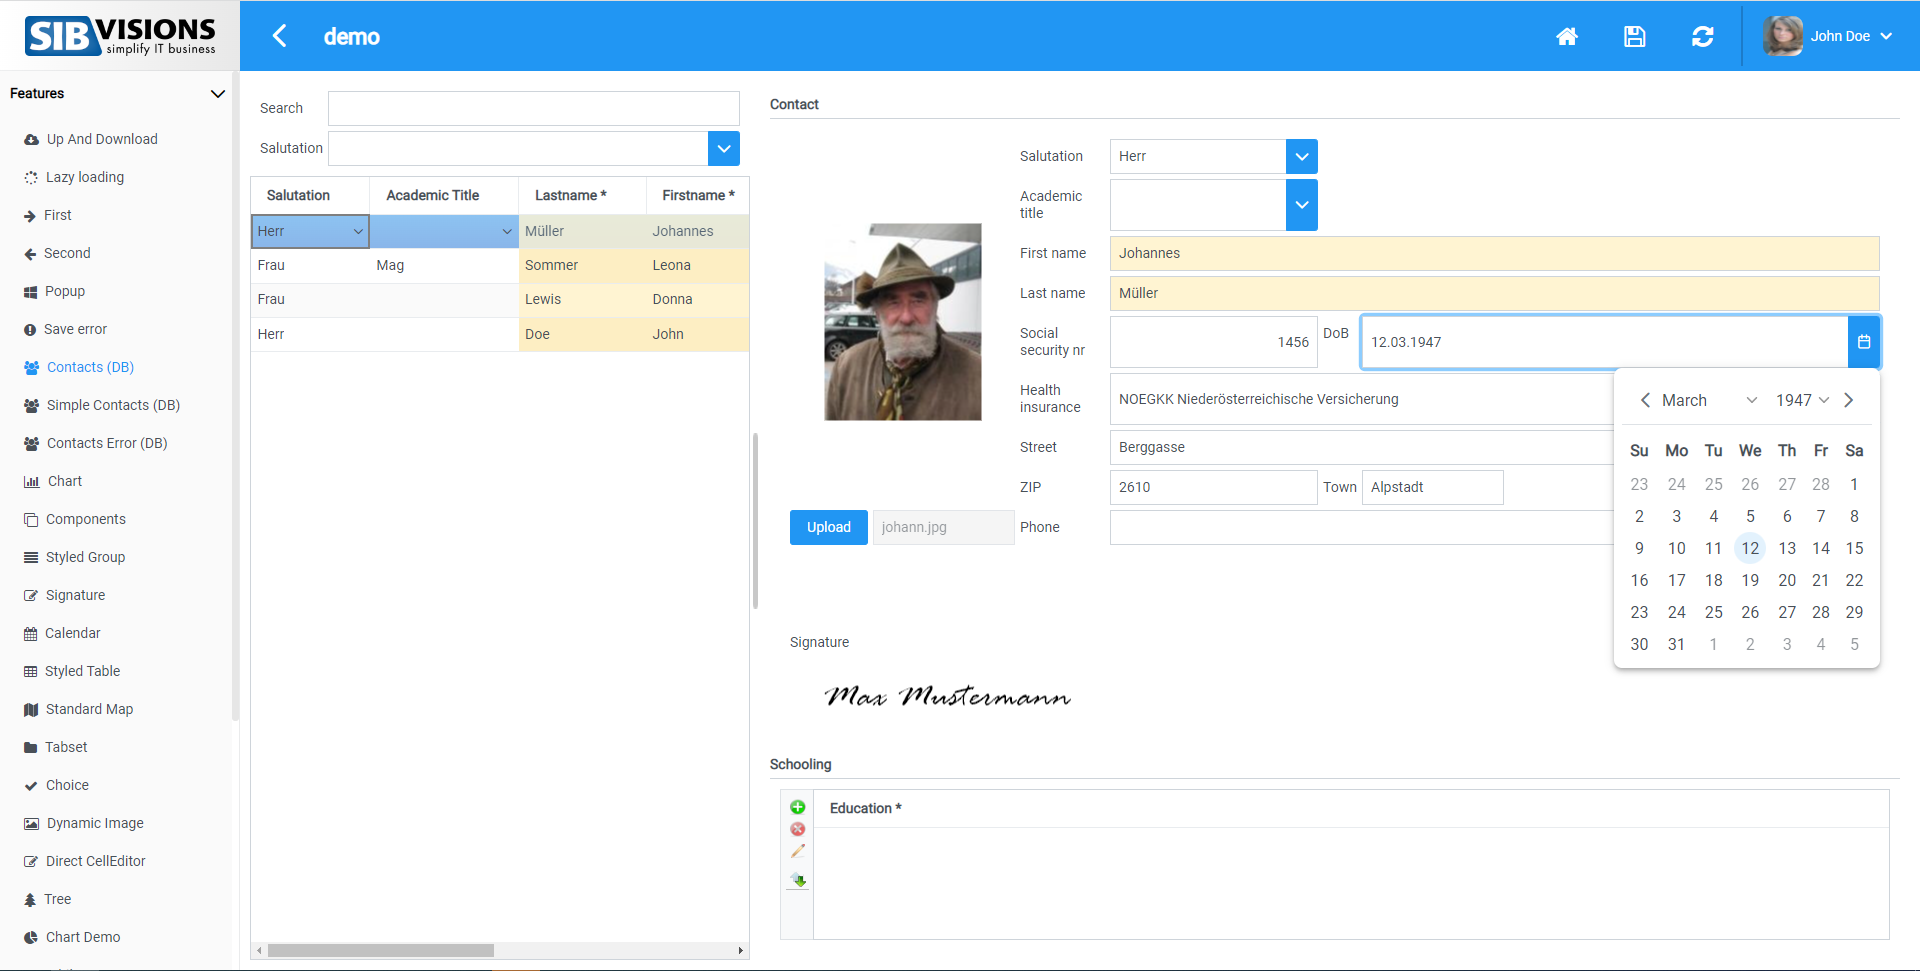 SIB VISIONS
simplify IT business
demo
John Doe
Features
Up And Download
Lazy loading
First
Second
Popup
Save error
Contacts (DB)
Simple Contacts (DB)
Contacts Error (DB)
Chart
Components
Styled Group
Signature
Calendar
Styled Table
Standard Map
Tabset
Choice
Dynamic Image
Direct CellEditor
Tree
Chart Demo
Search
Salutation
Salutation Academic Title Lastname * Firstname *
Herr Müller Johannes
Frau Mag Sommer Leona
Frau Lewis Donna
Herr Doe John
Contact
Salutation Herr
Academic title
First name Johannes
Last name Müller
Social security nr 1456 DoB 12.03.1947
Health insurance NOEGKK Niederösterreichische Versicherung
Street Berggasse
ZIP 2610 Town Alpstadt
Upload johann.jpg Phone
March 1947
Su Mo Tu We Th Fr Sa
23 24 25 26 27 28 1
2 3 4 5 6 7 8
9 10 11 12 13 14 15
16 17 18 19 20 21 22
23 24 25 26 27 28 29
30 31 1 2 3 4 5
Signature
Max Mustermann
Schooling
Education *